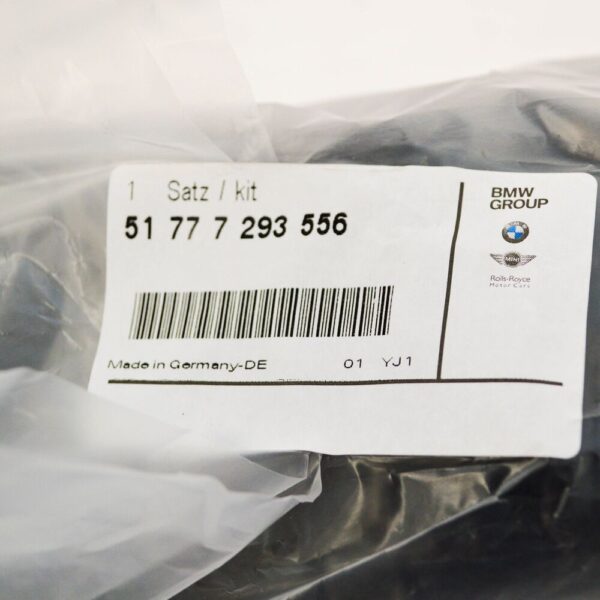 1 Satz / kit
51 77 7 293 556
Made in Germany-DE 01 YJ1
BMW
GROUP
MINI
Rolls-Royce
Motor Cars